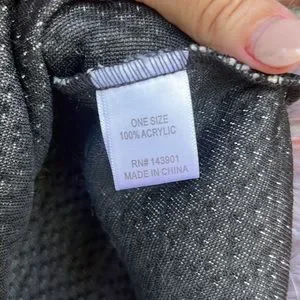 ONE SIZE
100% ACRYLIC
RN# 143901
MADE IN CHINA